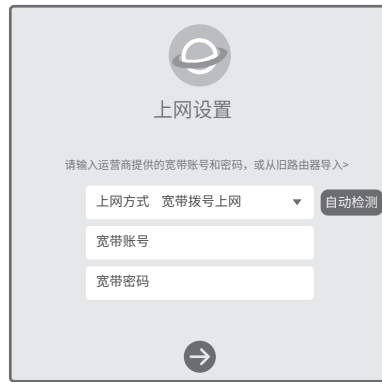 上网设置
请输入运营商提供的宽带账号和密码，或从旧路由器导入>
上网方式 宽带拨号上网 自动检测
宽带账号
宽带密码